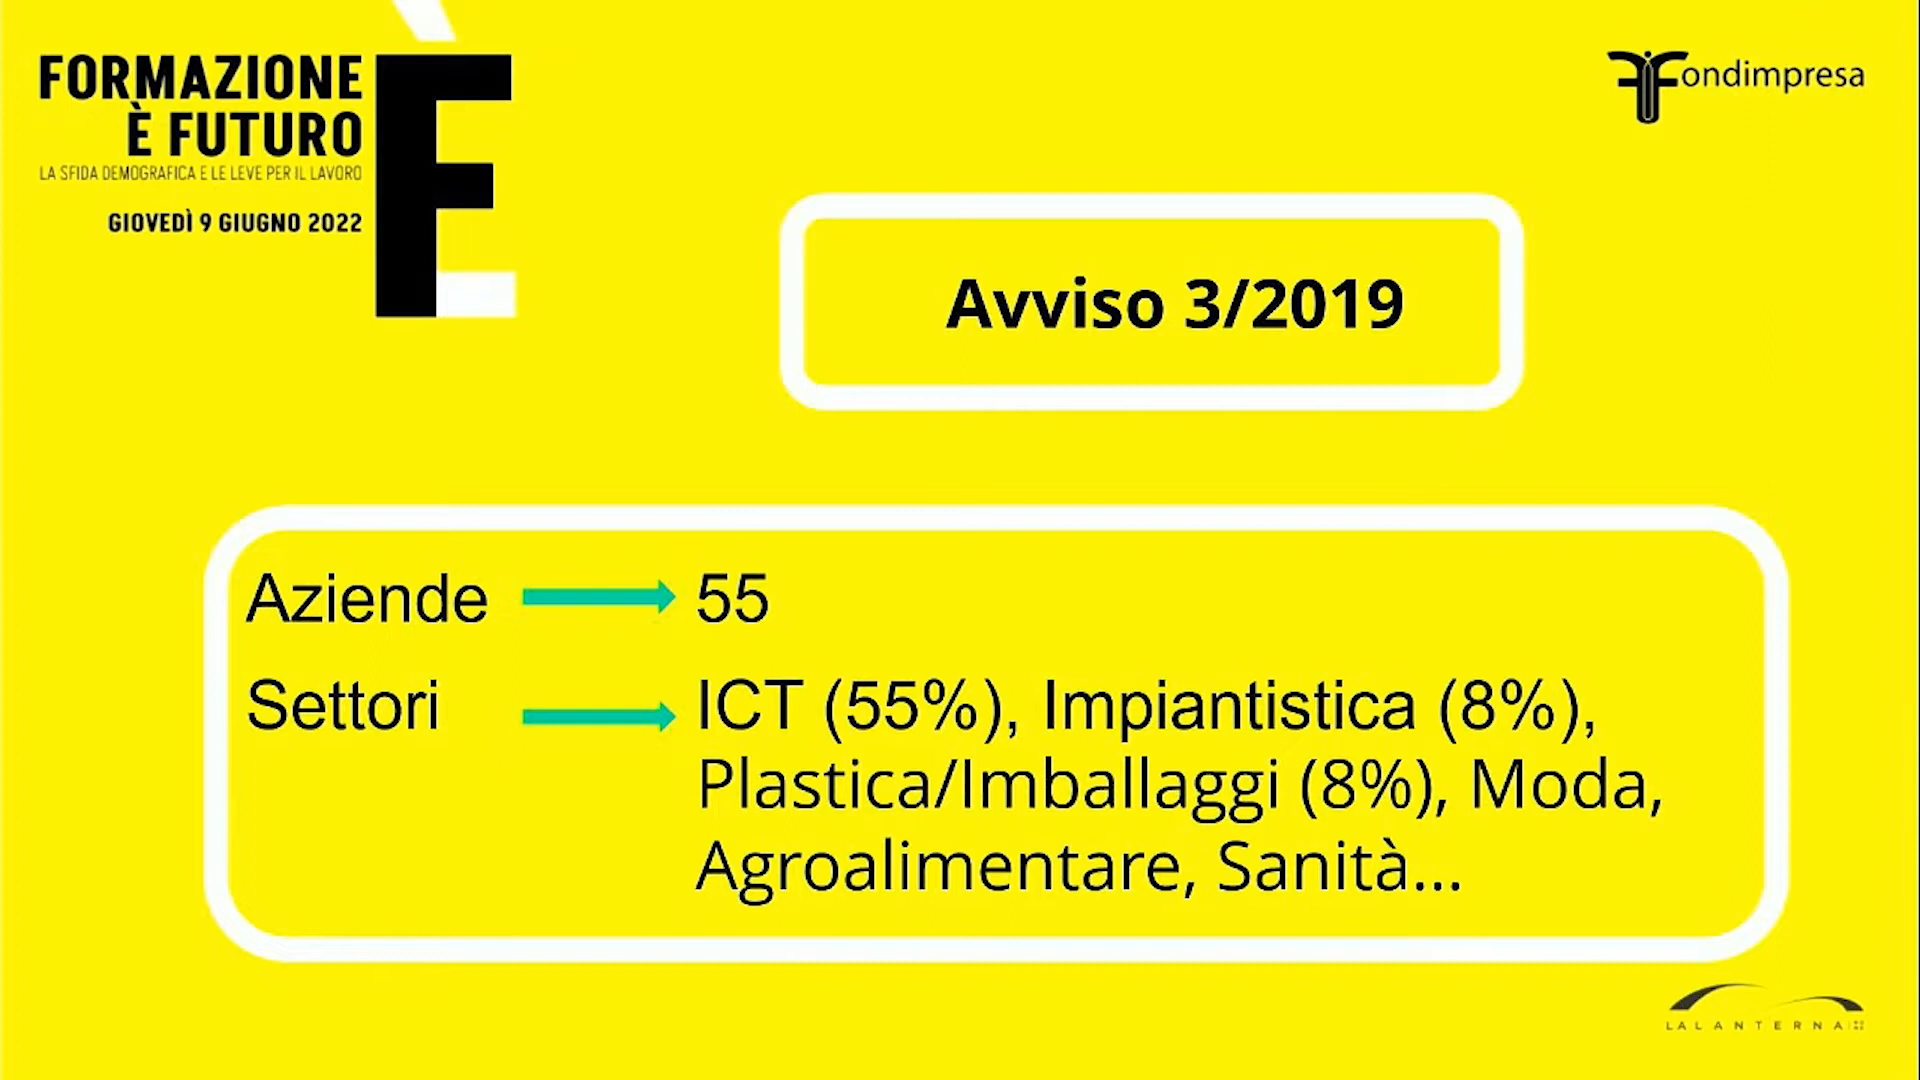 FORMAZIONE
È FUTURO
LA SFIDA DEMOGRAFICA E LE LEVE PER IL LAVORO
GIOVEDÌ 9 GIUGNO 2022
È
Fondimpresa
Avviso 3/2019
Aziende 55
Settori ICT (55%), Impiantistica (8%),
Plastica/Imballaggi (8%), Moda,
Agroalimentare, Sanità...
LALANTERNA